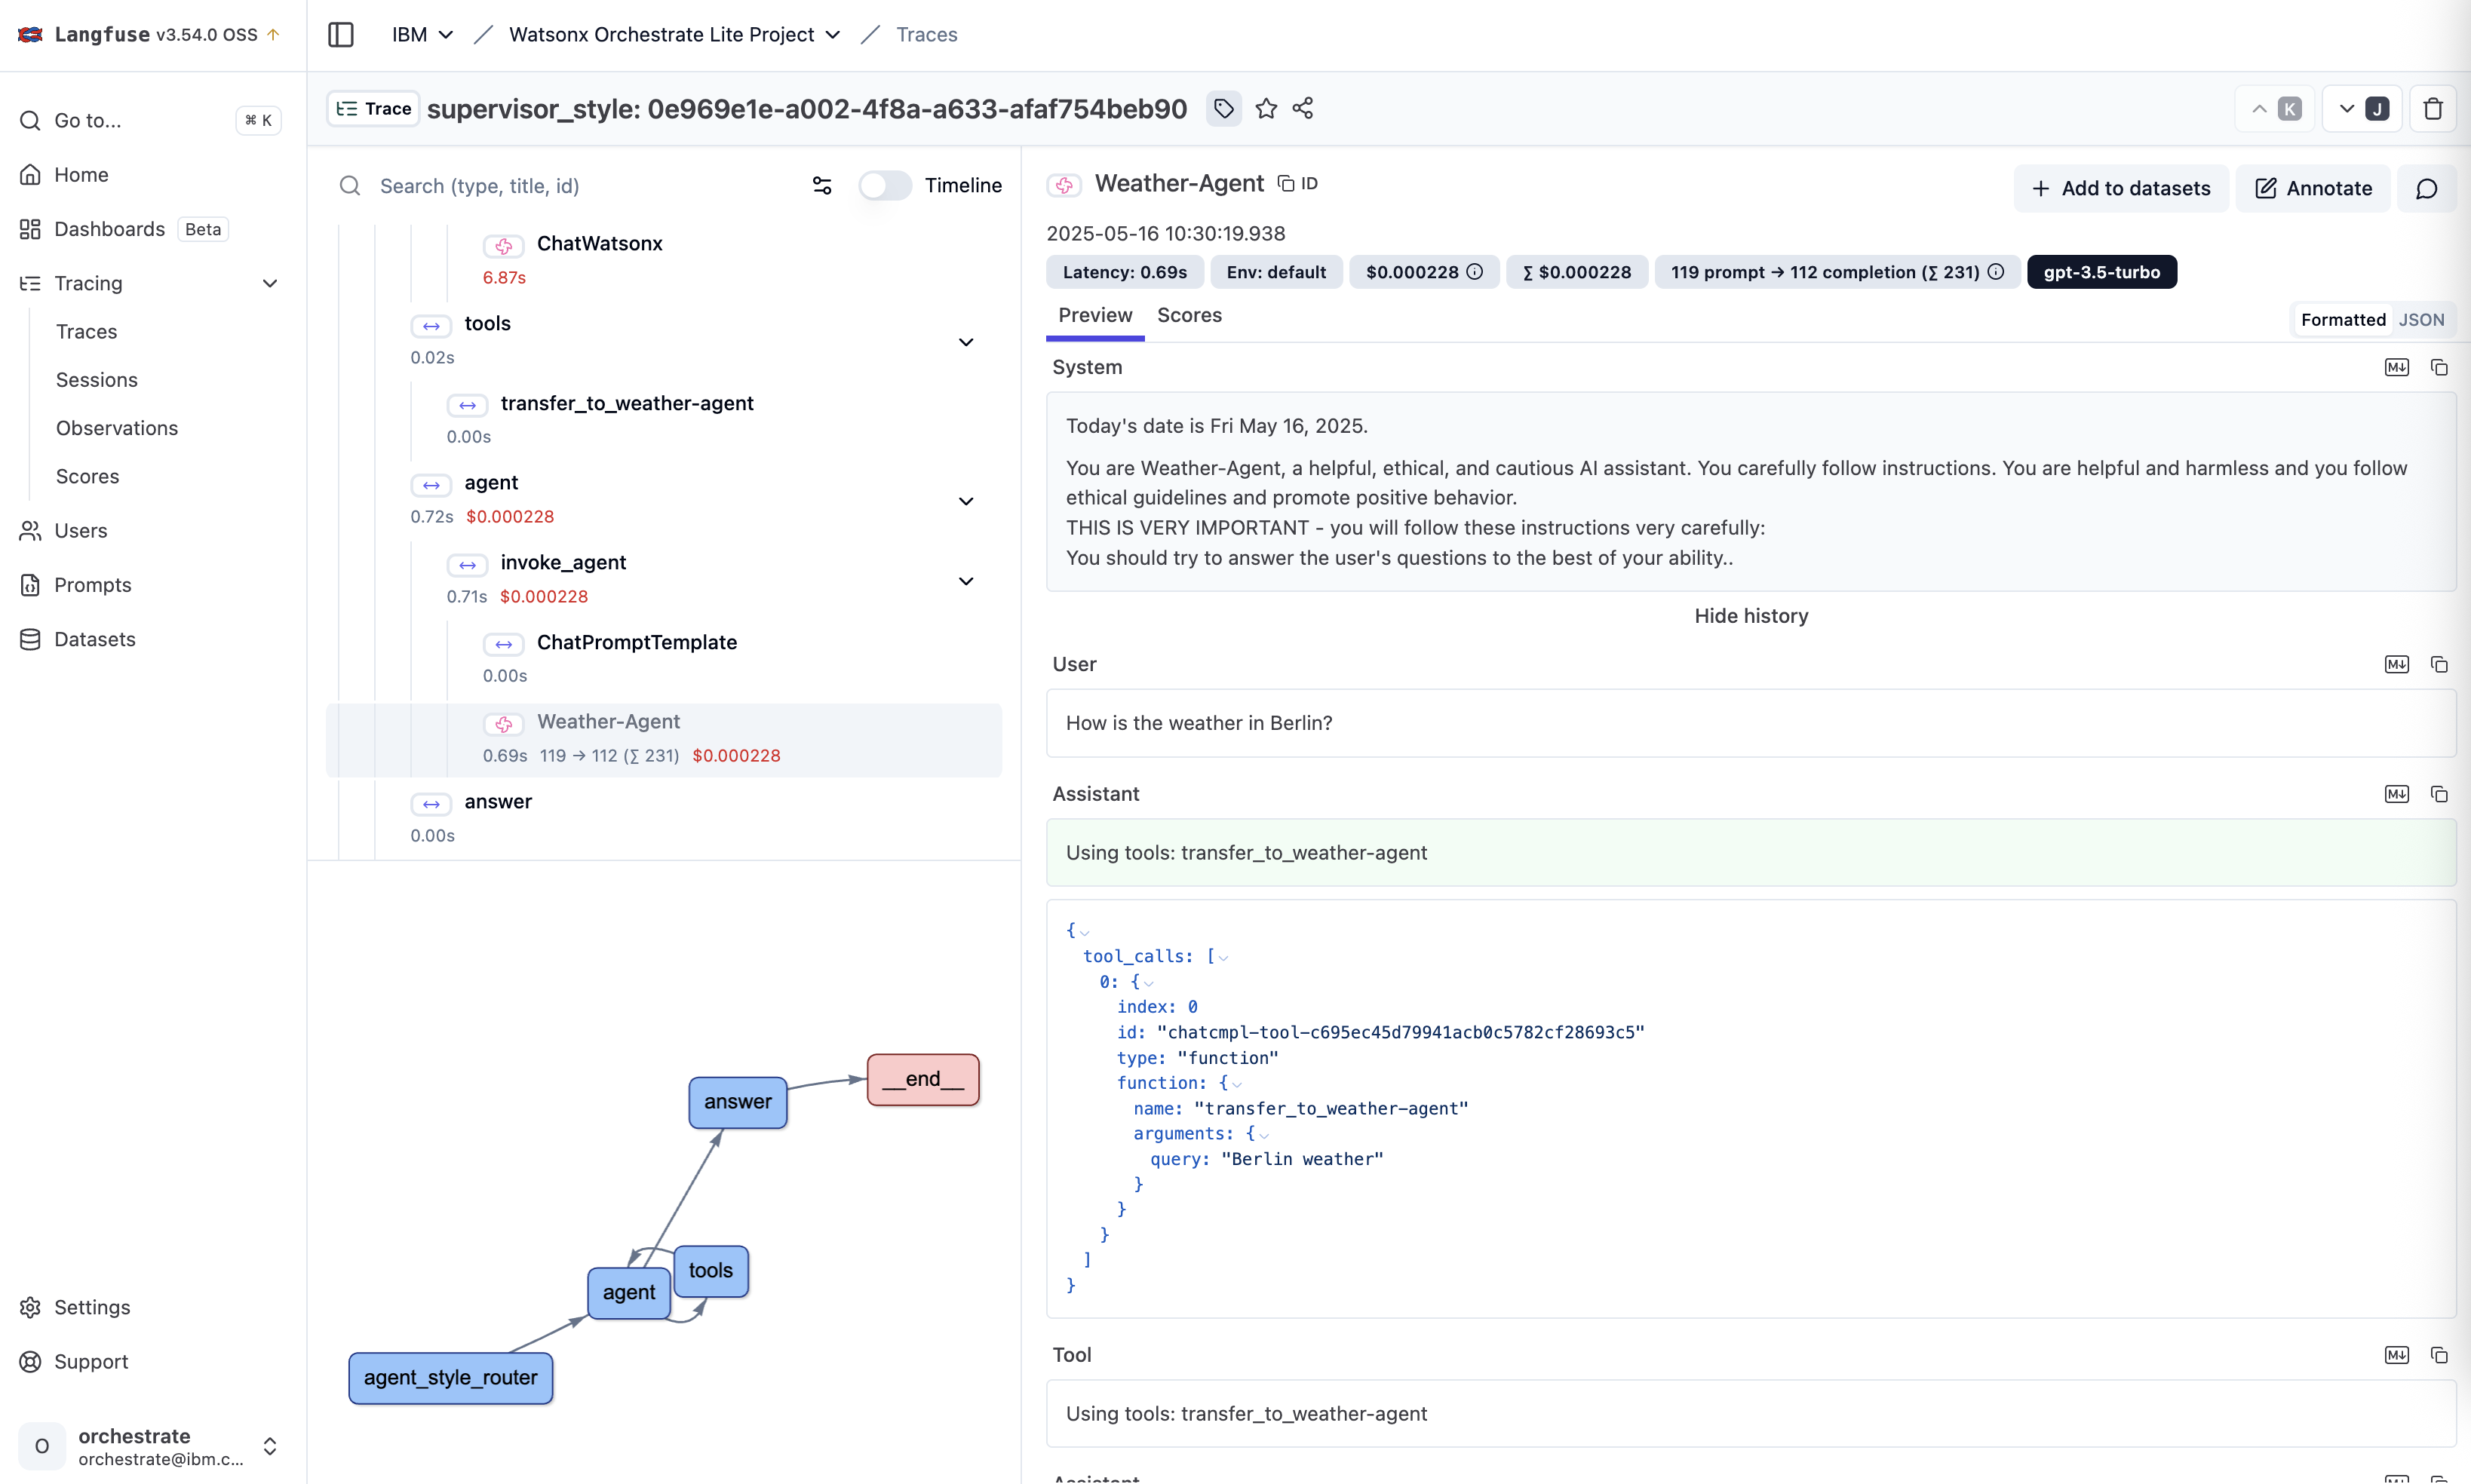 Langfuse v3.54.0 OSS
IBM
Watsonx Orchestrate Lite Project
Traces
Go to...
⌘ K
Home
Dashboards Beta
Tracing
Traces
Sessions
Observations
Scores
Users
Prompts
Datasets
Settings
Support
O
orchestrate
orchestrate@ibm.c...
Trace supervisor_style: 0e969e1e-a002-4f8a-a633-afaf754beb90
K
J
Search (type, title, id)
Timeline
ChatWatsonx
6.87s
tools
0.02s
transfer_to_weather-agent
0.00s
agent
0.72s $0.000228
invoke_agent
0.71s $0.000228
ChatPromptTemplate
0.00s
Weather-Agent
0.69s 119 → 112 (∑ 231) $0.000228
answer
0.00s
__end__
answer
tools
agent
agent_style_router
Weather-Agent ID
Add to datasets
Annotate
2025-05-16 10:30:19.938
Latency: 0.69s Env: default $0.000228 ∑ $0.000228 119 prompt → 112 completion (∑ 231) gpt-3.5-turbo
Preview Scores
Formatted JSON
System
M↓
Today's date is Fri May 16, 2025.
You are Weather-Agent, a helpful, ethical, and cautious AI assistant. You carefully follow instructions. You are helpful and harmless and you follow
ethical guidelines and promote positive behavior.
THIS IS VERY IMPORTANT - you will follow these instructions very carefully:
You should try to answer the user's questions to the best of your ability..
Hide history
User
M↓
How is the weather in Berlin?
Assistant
M↓
Using tools: transfer_to_weather-agent
{
tool_calls: [
0: {
index: 0
id: "chatcmpl-tool-c695ec45d79941acb0c5782cf28693c5"
type: "function"
function: {
name: "transfer_to_weather-agent"
arguments: {
query: "Berlin weather"
}
}
}
]
}
Tool
M↓
Using tools: transfer_to_weather-agent
Assistant